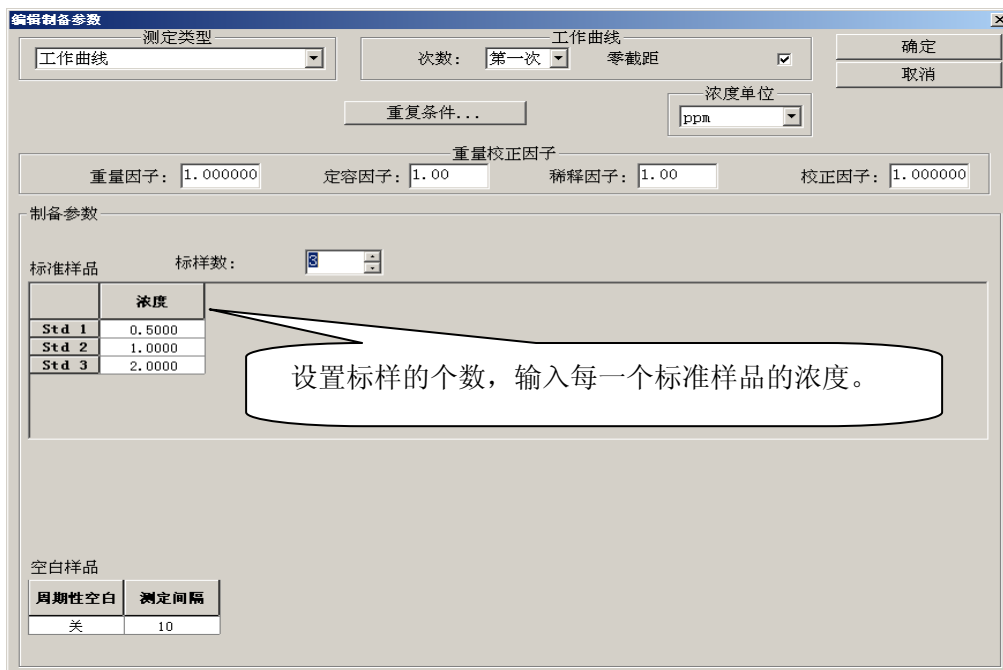 编辑制备参数
测定类型
工作曲线
工作曲线
次数： 第一次 零截距
确定
取消
重复条件...
浓度单位
ppm
重量校正因子
重量因子： 1.000000 定容因子： 1.00 稀释因子： 1.00 校正因子： 1.000000
制备参数
标准样品 标样数： 3
浓度
Std 1 0.5000
Std 2 1.0000
Std 3 2.0000
设置标样的个数，输入每一个标准样品的浓度。
空白样品
周期性空白 测定间隔
关 10